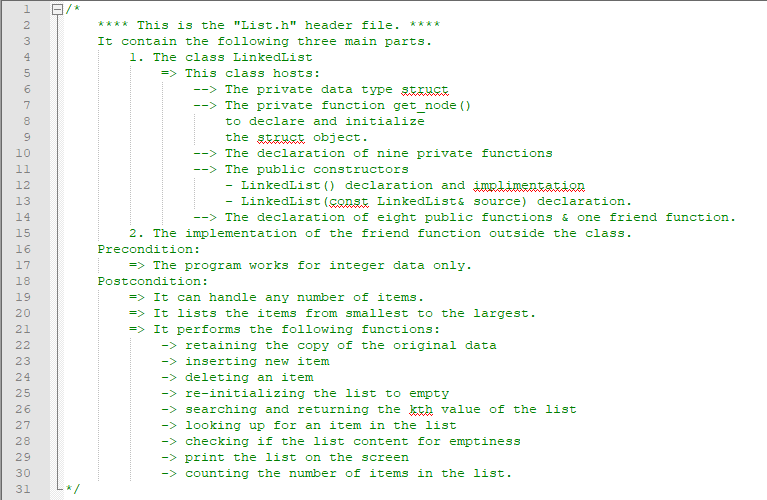 1 /*
2 **** This is the "List.h" header file. ****
3 It contain the following three main parts.
4 1. The class LinkedList
5 => This class hosts:
6 --> The private data type struct
7 --> The private function get_node()
8 to declare and initialize
9 the struct object.
10 --> The declaration of nine private functions
11 --> The public constructors
12 - LinkedList() declaration and implimentation
13 - LinkedList(const LinkedList& source) declaration.
14 --> The declaration of eight public functions & one friend function.
15 2. The implementation of the friend function outside the class.
16 Precondition:
17 => The program works for integer data only.
18 Postcondition:
19 => It can handle any number of items.
20 => It lists the items from smallest to the largest.
21 => It performs the following functions:
22 -> retaining the copy of the original data
23 -> inserting new item
24 -> deleting an item
25 -> re-initializing the list to empty
26 -> searching and returning the kth value of the list
27 -> looking up for an item in the list
28 -> checking if the list content for emptiness
29 -> print the list on the screen
30 -> counting the number of items in the list.
31 */